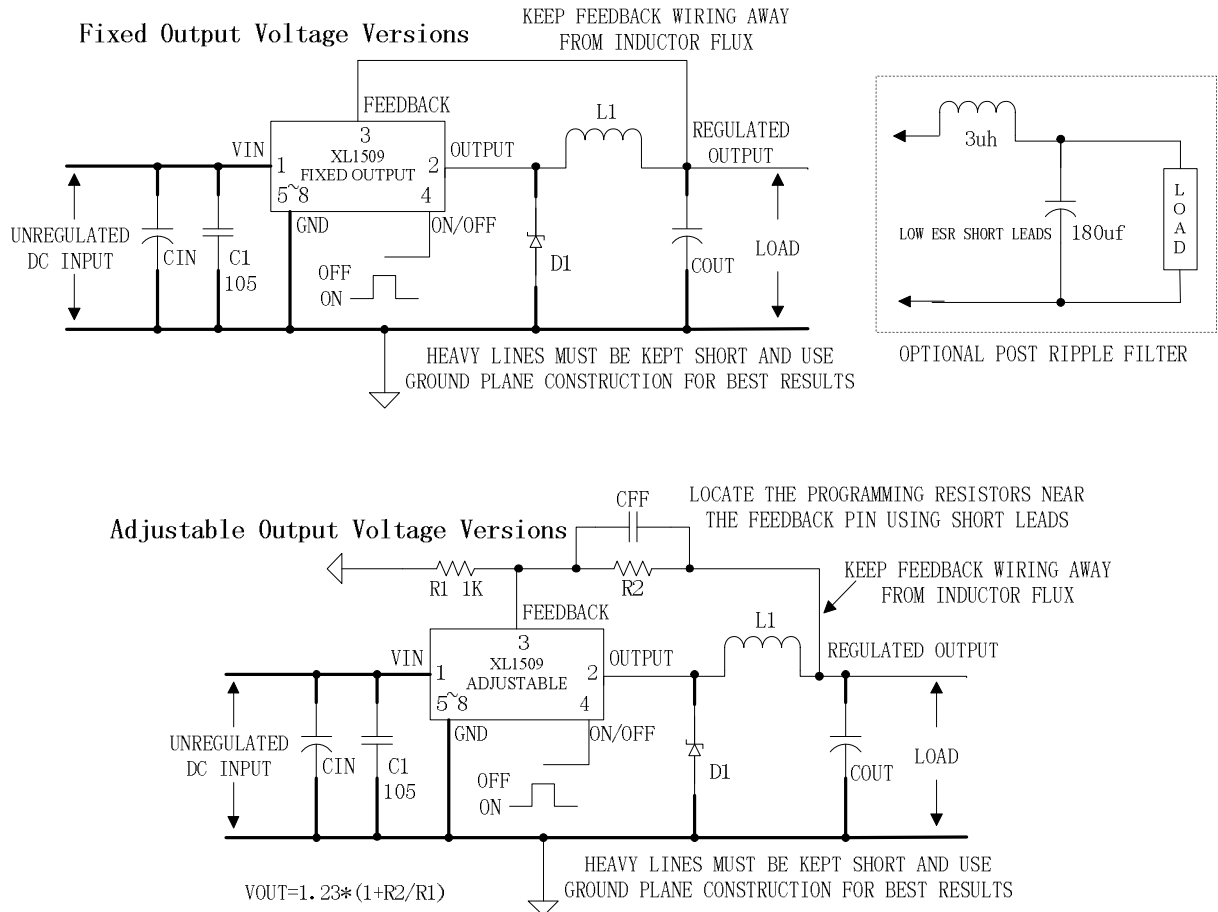 KEEP FEEDBACK WIRING AWAY
FROM INDUCTOR FLUX
Fixed Output Voltage Versions
FEEDBACK
L1
3
XL1509
FIXED OUTPUT
VIN
1
OUTPUT
2
REGULATED
OUTPUT
5~8
4
GND
ON/OFF
UNREGULATED
DC INPUT
CIN
C1
105
OFF
ON
D1
COUT
LOAD
HEAVY LINES MUST BE KEPT SHORT AND USE
GROUND PLANE CONSTRUCTION FOR BEST RESULTS
3uh
LOW ESR SHORT LEADS
180uf
LOAD
OPTIONAL POST RIPPLE FILTER
Adjustable Output Voltage Versions
CFF
LOCATE THE PROGRAMMING RESISTORS NEAR
THE FEEDBACK PIN USING SHORT LEADS
R1 1K
R2
KEEP FEEDBACK WIRING AWAY
FROM INDUCTOR FLUX
FEEDBACK
L1
3
XL1509
ADJUSTABLE
VIN
1
OUTPUT
2
REGULATED OUTPUT
5~8
4
GND
ON/OFF
UNREGULATED
DC INPUT
CIN
C1
105
OFF
ON
D1
COUT
LOAD
HEAVY LINES MUST BE KEPT SHORT AND USE
GROUND PLANE CONSTRUCTION FOR BEST RESULTS
VOUT=1.23*(1+R2/R1)